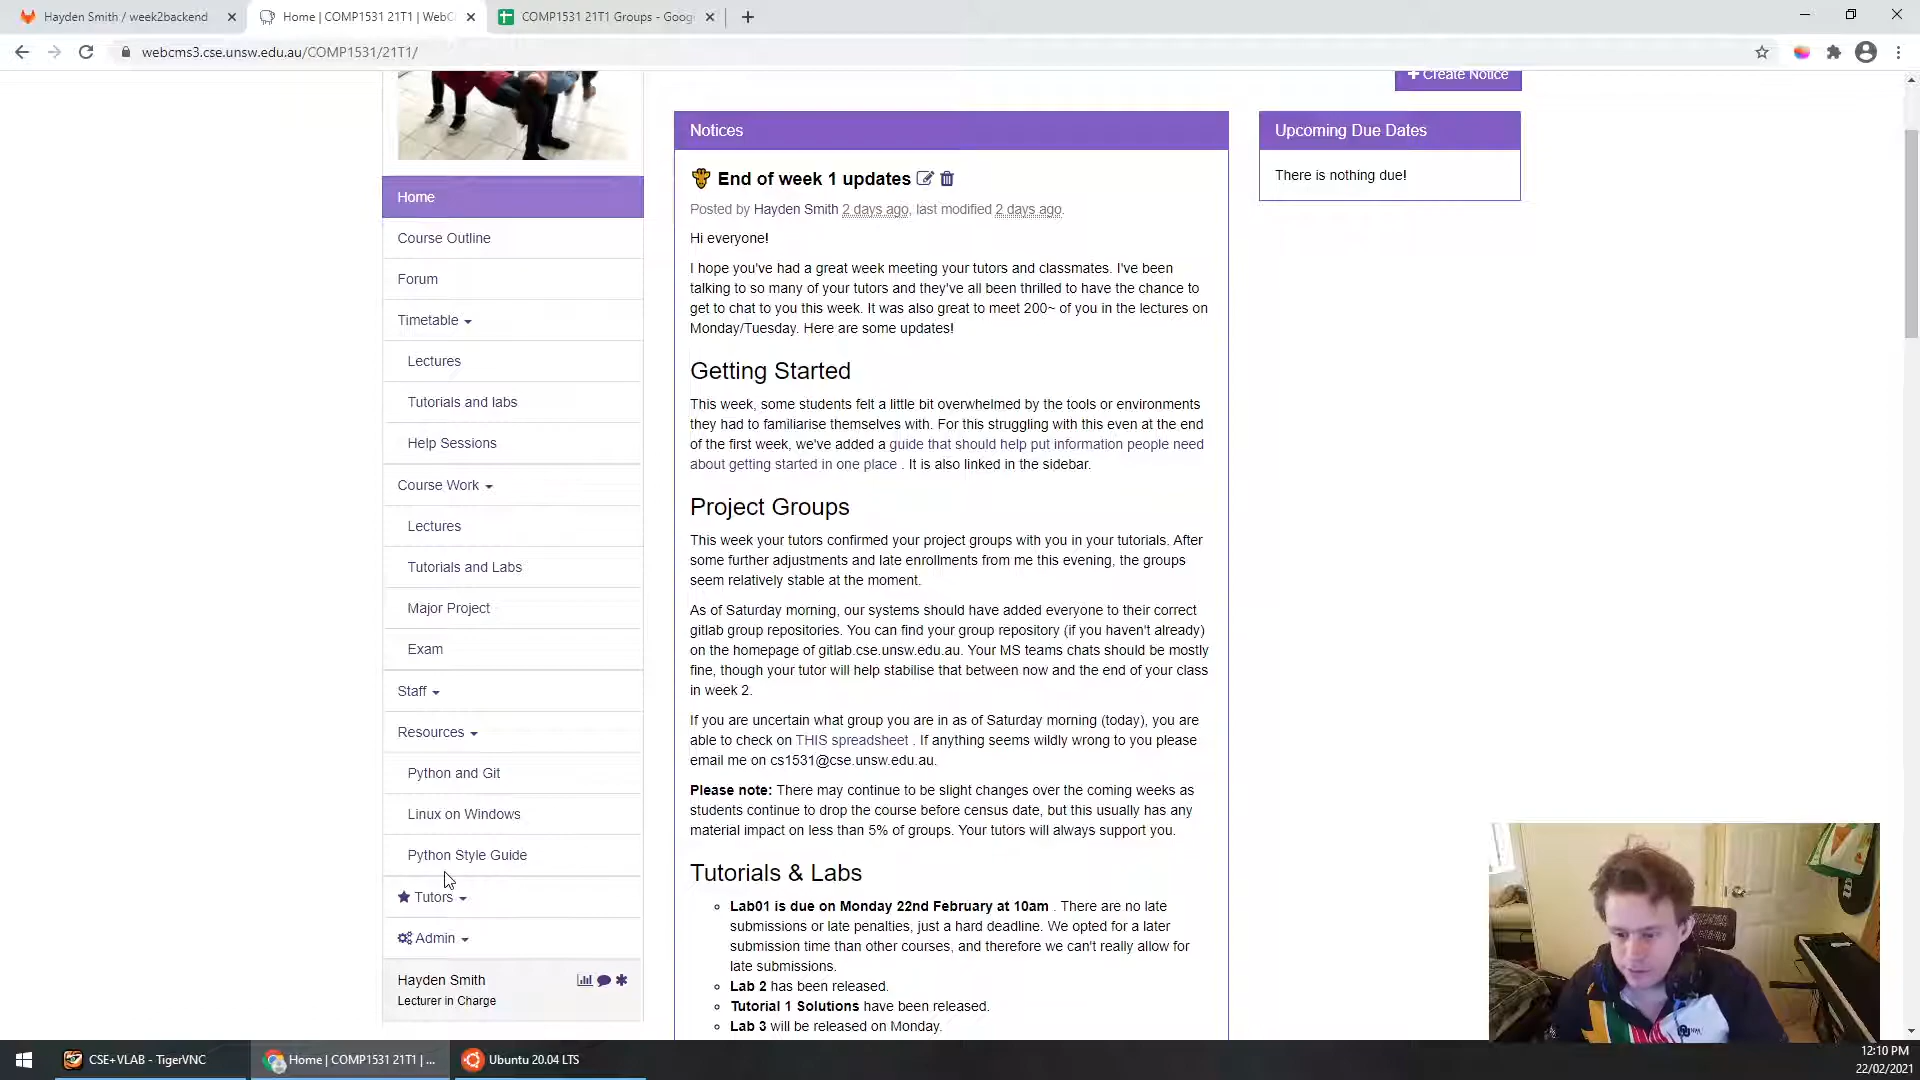 Hayden Smith / week2backend
Home | COMP1531 21T1 | WebC
COMP1531 21T1 Groups - Goog
webcms3.cse.unsw.edu.au/COMP1531/21T1/
Create Notice
Home
Course Outline
Forum
Timetable
Lectures
Tutorials and labs
Help Sessions
Course Work
Lectures
Tutorials and Labs
Major Project
Exam
Staff
Resources
Python and Git
Linux on Windows
Python Style Guide
Tutors
Admin
Hayden Smith
Lecturer in Charge
Notices
End of week 1 updates
Posted by Hayden Smith 2 days ago, last modified 2 days ago.
Hi everyone!
I hope you've had a great week meeting your tutors and classmates. I've been
talking to so many of your tutors and they've all been thrilled to have the chance to
get to chat to you this week. It was also great to meet 200~ of you in the lectures on
Monday/Tuesday. Here are some updates!
Getting Started
This week, some students felt a little bit overwhelmed by the tools or environments
they had to familiarise themselves with. For this struggling with this even at the end
of the first week, we've added a guide that should help put information people need
about getting started in one place . It is also linked in the sidebar.
Project Groups
This week your tutors confirmed your project groups with you in your tutorials. After
some further adjustments and late enrollments from me this evening, the groups
seem relatively stable at the moment.
As of Saturday morning, our systems should have added everyone to their correct
gitlab group repositories. You can find your group repository (if you haven't already)
on the homepage of gitlab.cse.unsw.edu.au. Your MS teams chats should be mostly
fine, though your tutor will help stabilise that between now and the end of your class
in week 2.
If you are uncertain what group you are in as of Saturday morning (today), you are
able to check on THIS spreadsheet . If anything seems wildly wrong to you please
email me on cs1531@cse.unsw.edu.au.
Please note: There may continue to be slight changes over the coming weeks as
students continue to drop the course before census date, but this usually has any
material impact on less than 5% of groups. Your tutors will always support you.
Tutorials & Labs
Lab01 is due on Monday 22nd February at 10am . There are no late
submissions or late penalties, just a hard deadline. We opted for a later
submission time than other courses, and therefore we can't really allow for
late submissions.
Lab 2 has been released.
Tutorial 1 Solutions have been released.
Lab 3 will be released on Monday.
Upcoming Due Dates
There is nothing due!
CSE+VLAB - TigerVNC
Home | COMP1531 21T1 | ...
Ubuntu 20.04 LTS
12:10 PM
22/02/2021